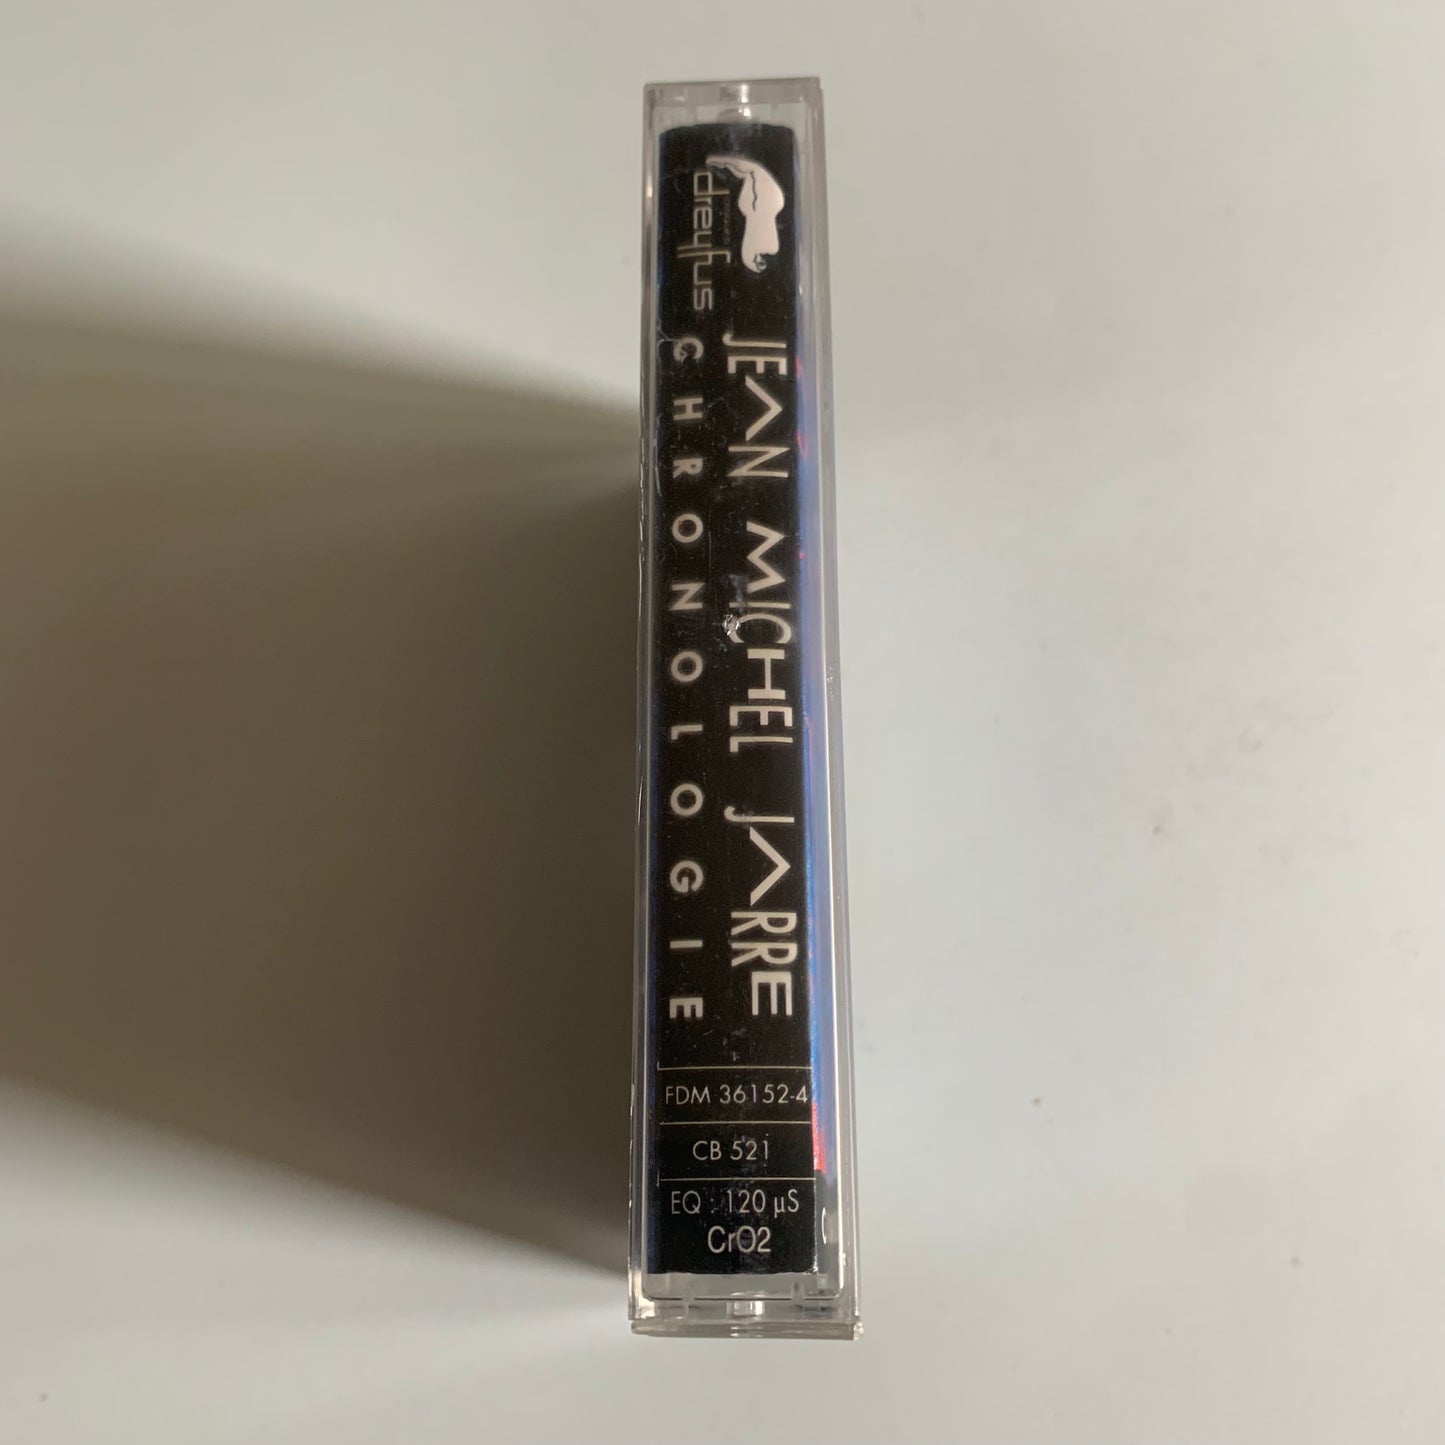 dreyfus
JEAN MICHEL JARRE
CHRONOLOGIE
FDM 36152-4
CB 521
EQ : 120 µS
CrO2